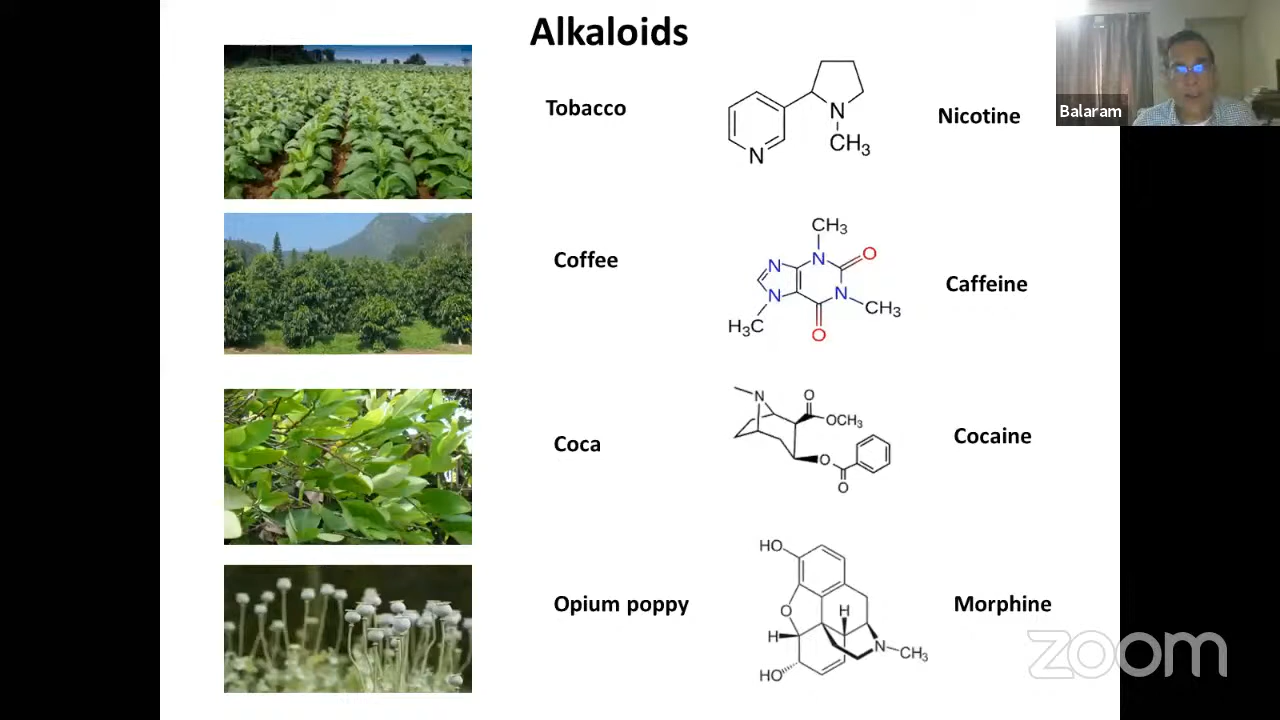 Alkaloids
Balaram
Tobacco
N
N
CH3
Nicotine
Coffee
CH3
N
N
O
N
N
CH3
H3C
O
Caffeine
Coca
N
O
OCH3
O
O
Cocaine
Opium poppy
HO
O
H
H
N
CH3
HO
Morphine
zoom